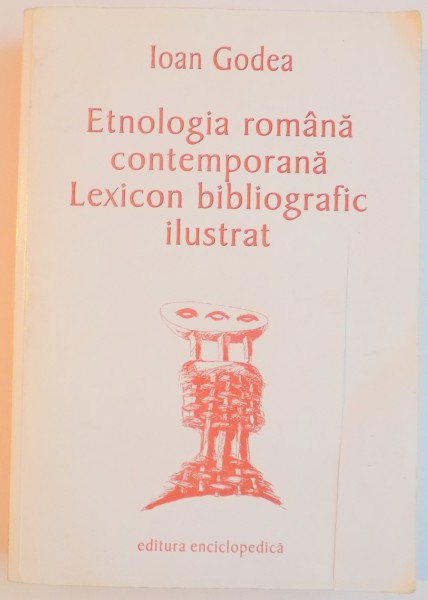 Ioan Godea
Etnologia română
contemporană
Lexicon bibliografic
ilustrat
editura enciclopedică